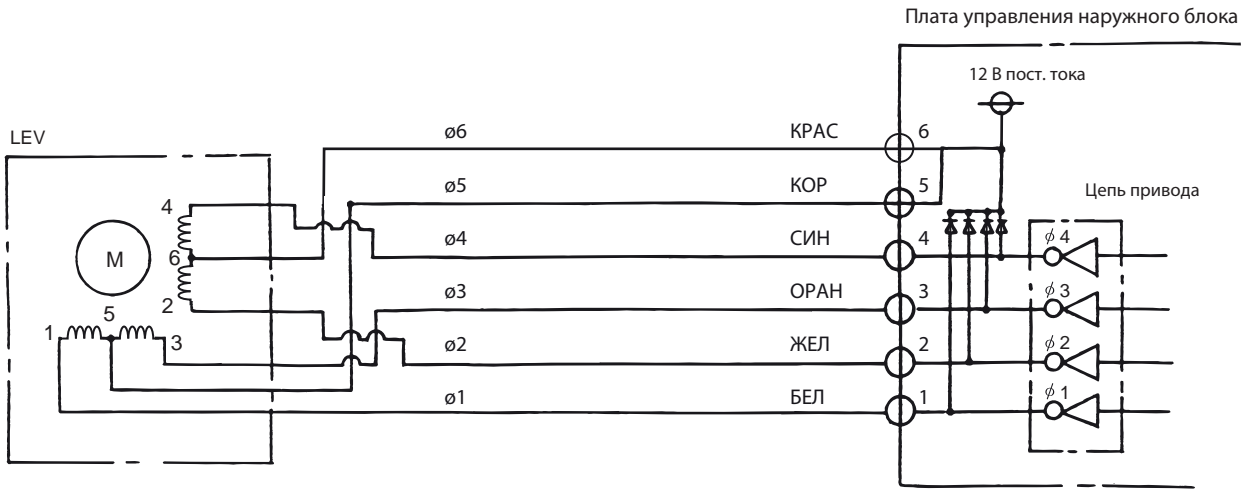 Плата управления наружного блока
12 В пост. тока
LEV
ø6 КРАС 6
ø5 КОР 5
Цепь привода
4
ø4 СИН 4 ϕ 4
M
6
ø3 ОРАН 3 ϕ 3
2
5
1 3
ø2 ЖЕЛ 2 ϕ 2
ø1 БЕЛ 1 ϕ 1